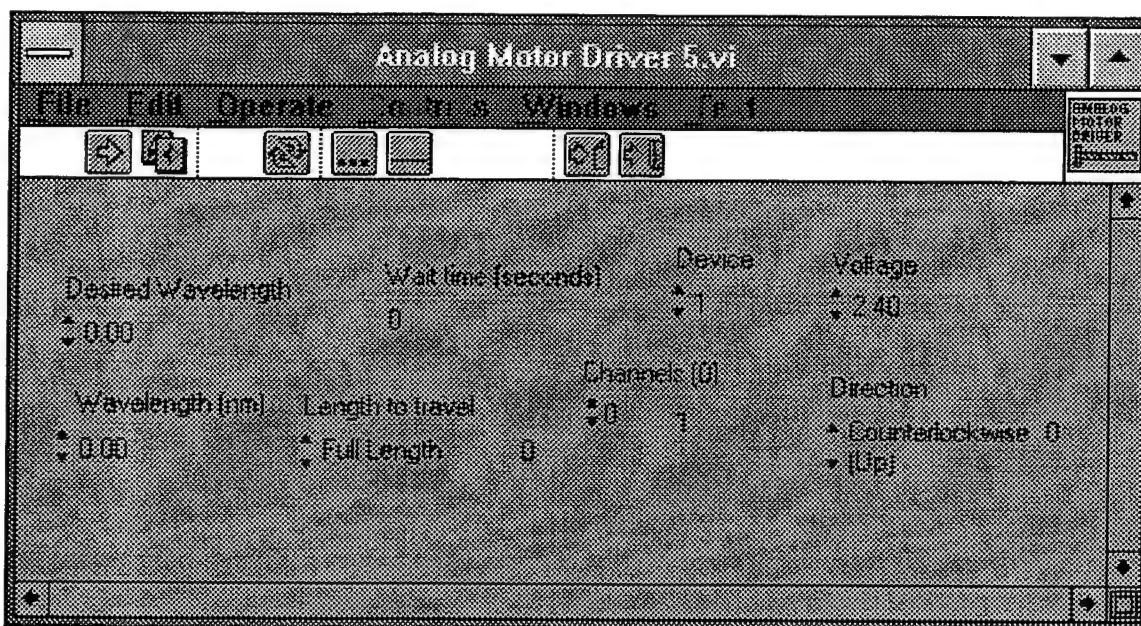 Analog Motor Driver 5.vi
File Edit Operate Windows
ANALOG
MOTOR
DRIVER
Desired Wavelength
0.00
Wait time (seconds)
0
Device
1
Voltage
2.40
Wavelength (nm)
0.00
Length to travel
Full Length 0
Channels (0)
0 1
Direction
Counterlockwise 0
(Up)